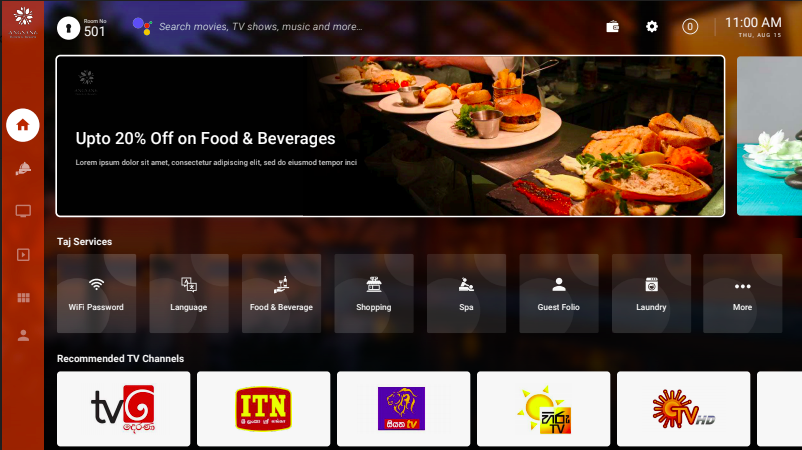 Room No
501
Search movies, TV shows, music and more...
0
11:00 AM
THU, AUG 15
Upto 20% Off on Food & Beverages
Lorem ipsum dolor sit amet, consectetur adipiscing elit, sed do eiusmod tempor inci
Taj Services
WiFi Password
Language
Food & Beverage
Shopping
Spa
Guest Folio
Laundry
More
Recommended TV Channels
tv
දෙරණ
ITN
සියත tv
හිරු
TV
TV HD